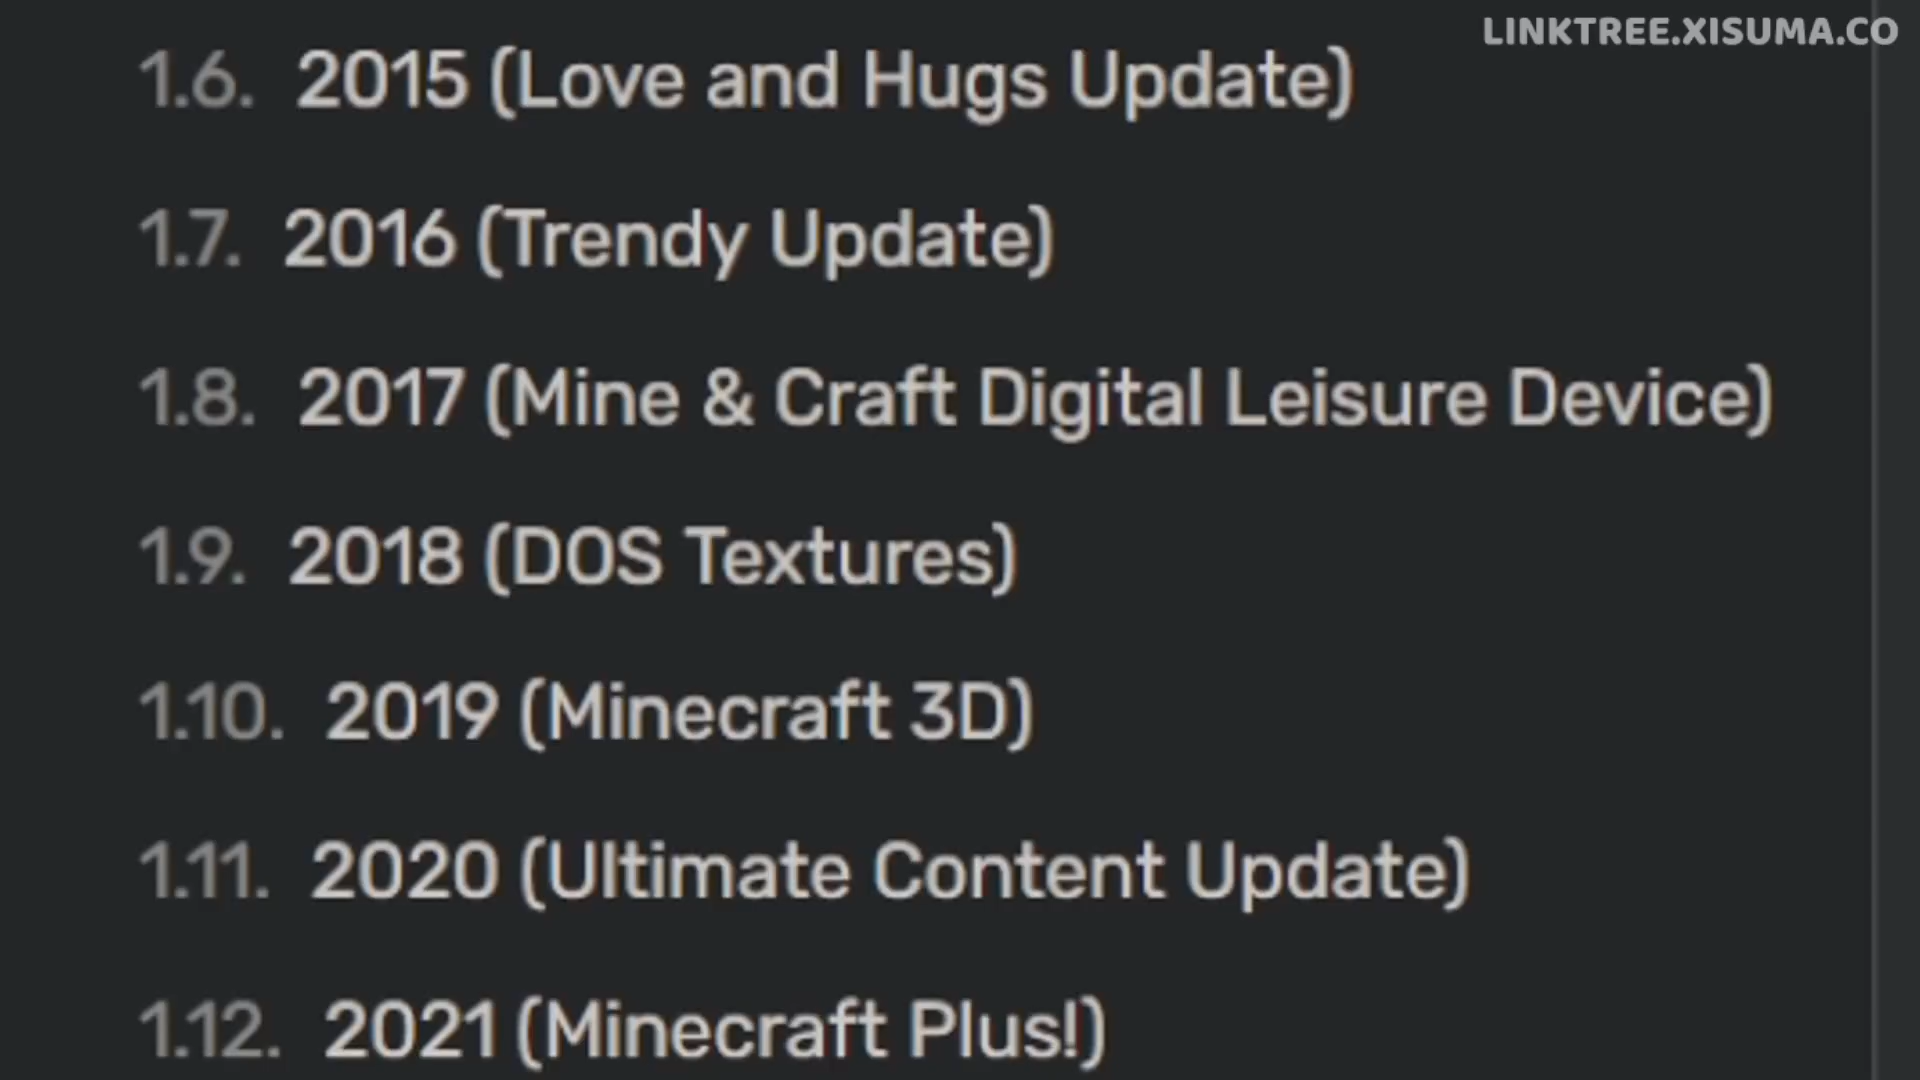 LINKTREE.XISUMA.CO
1.6. 2015 (Love and Hugs Update)
1.7. 2016 (Trendy Update)
1.8. 2017 (Mine & Craft Digital Leisure Device)
1.9. 2018 (DOS Textures)
1.10. 2019 (Minecraft 3D)
1.11. 2020 (Ultimate Content Update)
1.12. 2021 (Minecraft Plus!)